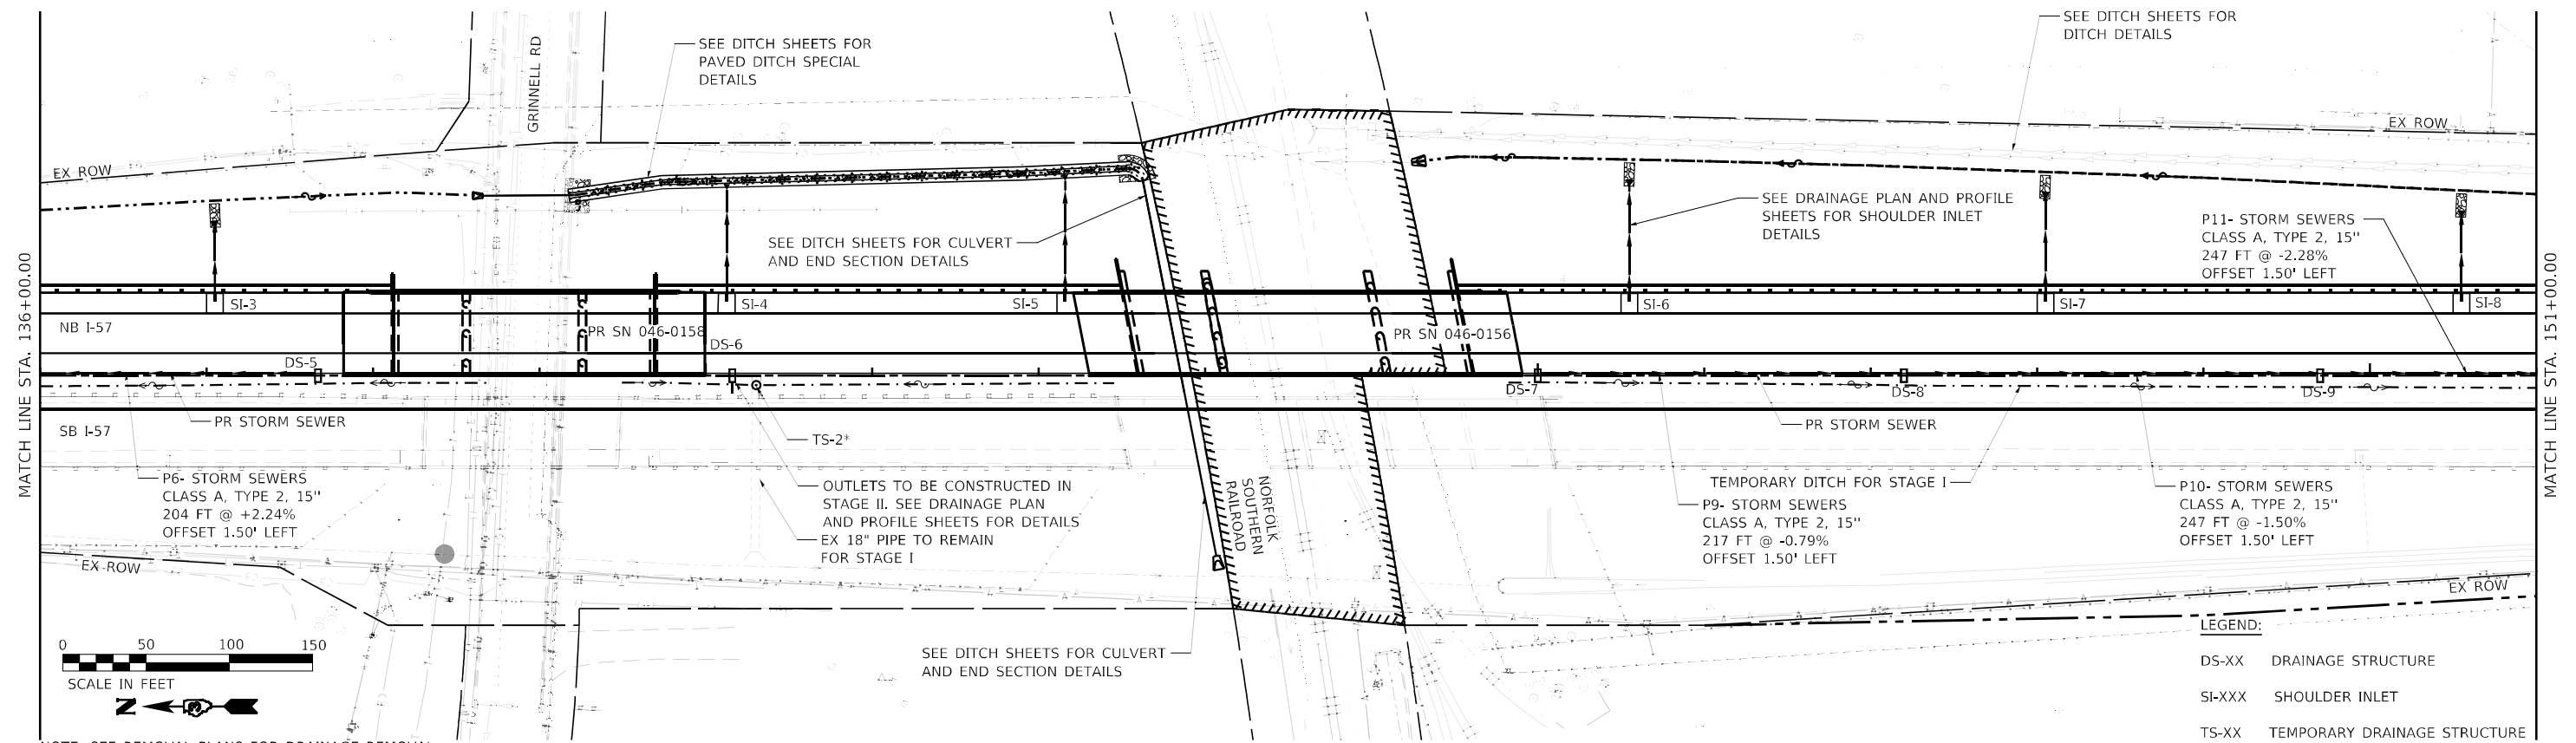 SEE DITCH SHEETS FOR
PAVED DITCH SPECIAL
DETAILS
SEE DITCH SHEETS FOR
DITCH DETAILS
GRINNELL RD
EX ROW
EX ROW
SEE DITCH SHEETS FOR CULVERT
AND END SECTION DETAILS
SEE DRAINAGE PLAN AND PROFILE
SHEETS FOR SHOULDER INLET
DETAILS
P11- STORM SEWERS
CLASS A, TYPE 2, 15"
247 FT @ -2.28%
OFFSET 1.50' LEFT
MATCH LINE STA. 136+00.00
MATCH LINE STA. 151+00.00
SI-3
SI-4
SI-5
SI-6
SI-7
SI-8
NB I-57
PR SN 046-0158
PR SN 046-0156
DS-5
DS-6
DS-7
DS-8
DS-9
PR STORM SEWER
SB I-57
TS-2*
PR STORM SEWER
P6- STORM SEWERS
CLASS A, TYPE 2, 15"
204 FT @ +2.24%
OFFSET 1.50' LEFT
OUTLETS TO BE CONSTRUCTED IN
STAGE II. SEE DRAINAGE PLAN
AND PROFILE SHEETS FOR DETAILS
EX 18" PIPE TO REMAIN
FOR STAGE I
NORFOLK
SOUTHERN
RAILROAD
TEMPORARY DITCH FOR STAGE I
P9- STORM SEWERS
CLASS A, TYPE 2, 15"
217 FT @ -0.79%
OFFSET 1.50' LEFT
P10- STORM SEWERS
CLASS A, TYPE 2, 15"
247 FT @ -1.50%
OFFSET 1.50' LEFT
EX ROW
EX ROW
0 50 100 150
SCALE IN FEET
N
SEE DITCH SHEETS FOR CULVERT
AND END SECTION DETAILS
LEGEND:
DS-XX DRAINAGE STRUCTURE
SI-XXX SHOULDER INLET
TS-XX TEMPORARY DRAINAGE STRUCTURE